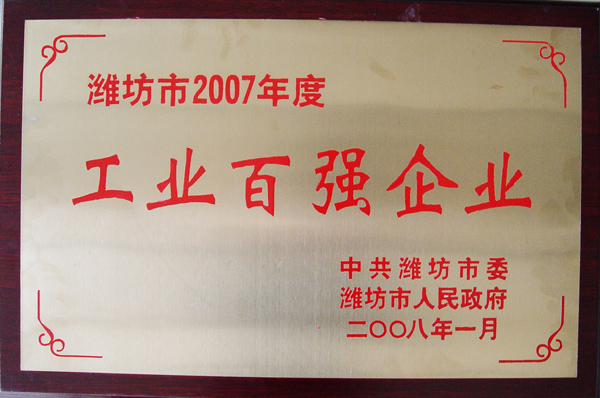 潍坊市2007年度
工业百强企业
中共潍坊市委
潍坊市人民政府
二〇〇八年一月